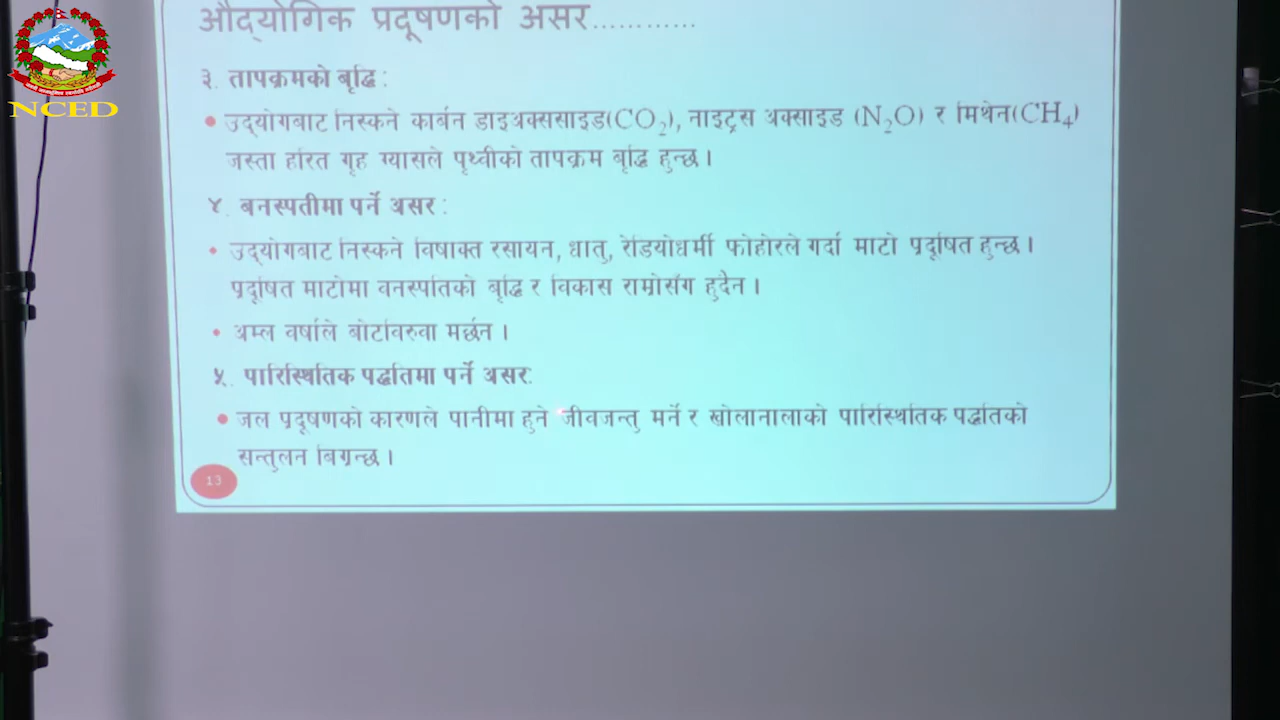 NCED
औद्योगिक प्रदूषणको असर............
३. तापक्रमको बृद्धि :
उद्योगबाट निस्कने कार्बन डाइअक्ससाइड(CO₂), नाइट्रस अक्साइड (N₂O) र मिथेन(CH₄)
जस्ता हरित गृह ग्यासले पृथ्वीको तापक्रम बृद्धि हुन्छ ।
४. बनस्पतीमा पर्ने असर :
उद्योगबाट निस्कने विषाक्त रसायन, धातु, रेडियोधर्मी फोहोरले गर्दा माटो प्रदूषित हुन्छ ।
प्रदूषित माटोमा वनस्पतिको बृद्धि र विकास राम्रोसँग हुदैन ।
अम्ल वर्षाले बोटविरुवा मर्छन ।
५. पारिस्थितिक पद्धतिमा पर्ने असर:
जल प्रदूषणको कारणले पानीमा हुने जीवजन्तु मर्ने र खोलानालाको पारिस्थितिक पद्धतिको
सन्तुलन बिग्रन्छ ।
13